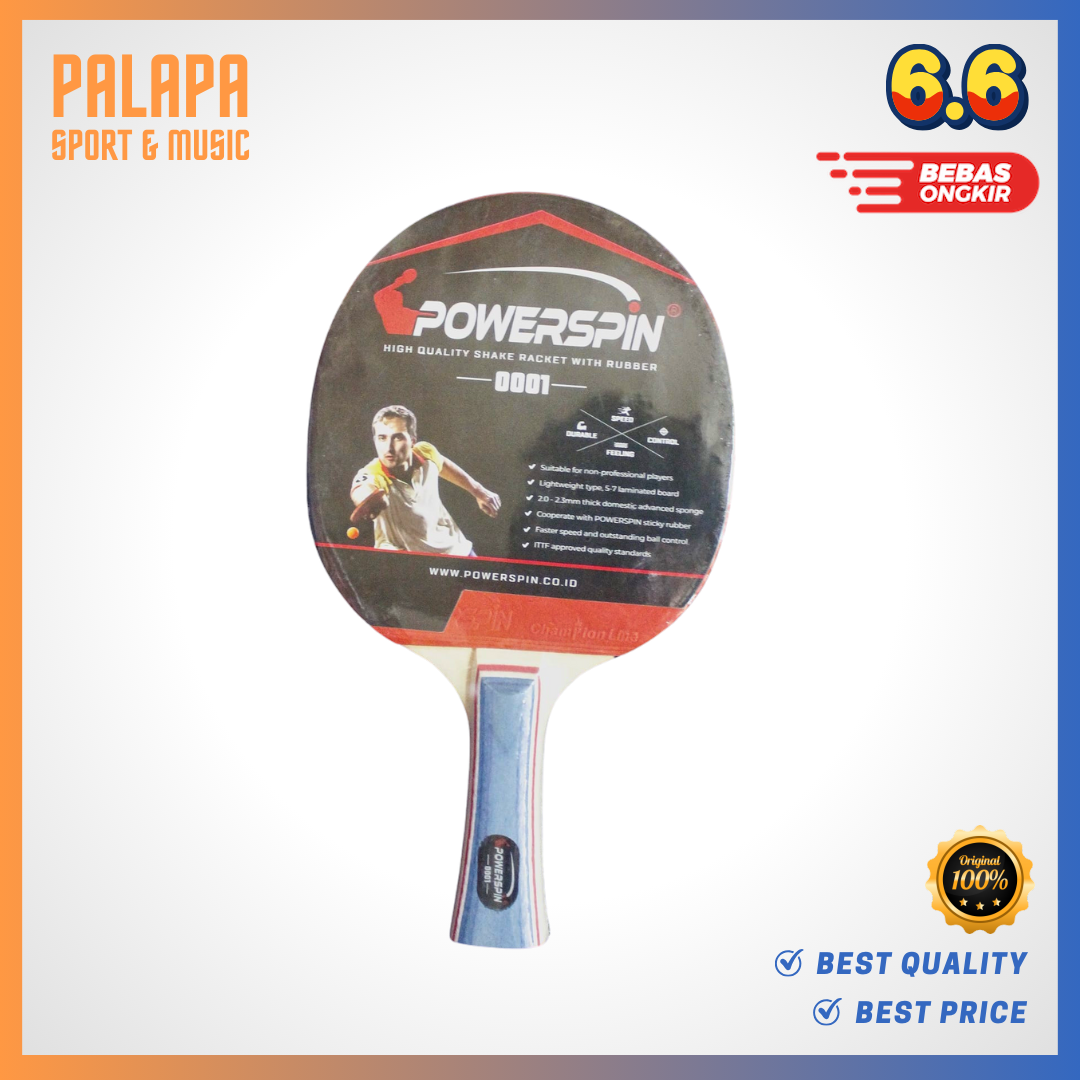 PALAPA
SPORT & MUSIC
6.6
BEBAS
ONGKIR
POWERSPIN®
HIGH QUALITY SHAKE RACKET WITH RUBBER
0001
SPEED
DURABLE
CONTROL
FEELING
Suitable for non-professional players
Lightweight type, 5-7 laminated board
2.0 - 2.3mm thick domestic advanced sponge
Cooperate with POWERSPIN sticky rubber
Faster speed and outstanding ball control.
ITTF approved quality standards
WWW.POWERSPIN.CO.ID
SPIN
ChamPion Line
POWERSPIN
0001
Original
100%
BEST QUALITY
BEST PRICE